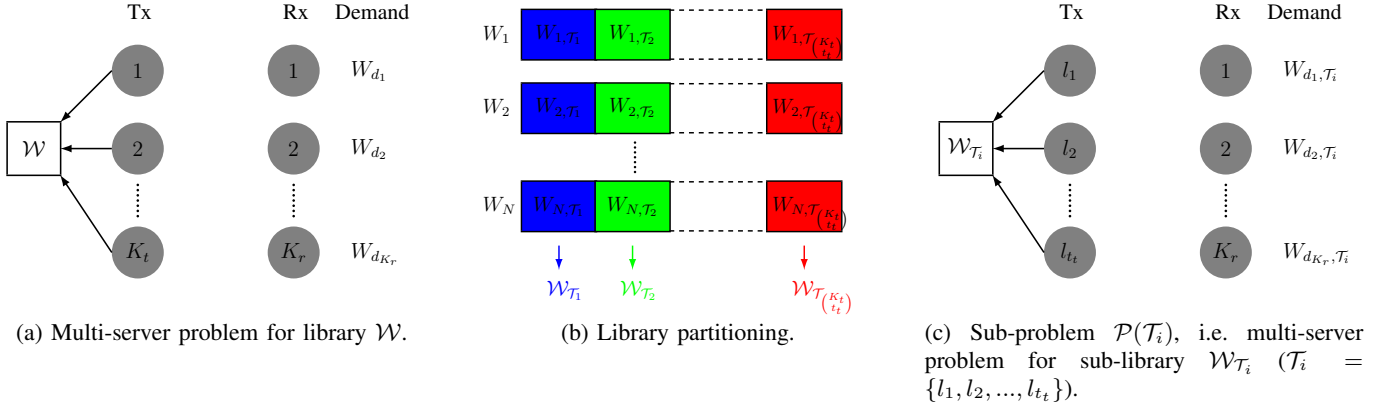 Tx Rx Demand
1 1 W_{d_1}
𝒲 2 2 W_{d_2}
K_t K_r W_{d_{K_r}}
(a) Multi-server problem for library 𝒲.
W_1 W_{1,𝒯_1} W_{1,𝒯_2} W_{1,𝒯_{\binom{K_t}{t_t}}}
W_2 W_{2,𝒯_1} W_{2,𝒯_2} W_{2,𝒯_{\binom{K_t}{t_t}}}
W_N W_{N,𝒯_1} W_{N,𝒯_2} W_{N,𝒯_{\binom{K_t}{t_t}}}
𝒲_{𝒯_1} 𝒲_{𝒯_2} 𝒲_{𝒯_{\binom{K_t}{t_t}}}
(b) Library partitioning.
Tx Rx Demand
l_1 1 W_{d_1,𝒯_i}
𝒲_{𝒯_i} l_2 2 W_{d_2,𝒯_i}
l_{t_t} K_r W_{d_{K_r},𝒯_i}
(c) Sub-problem 𝒫(𝒯_i), i.e. multi-server
problem for sub-library 𝒲_{𝒯_i} (𝒯_i =
{l_1, l_2, ..., l_{t_t}}).